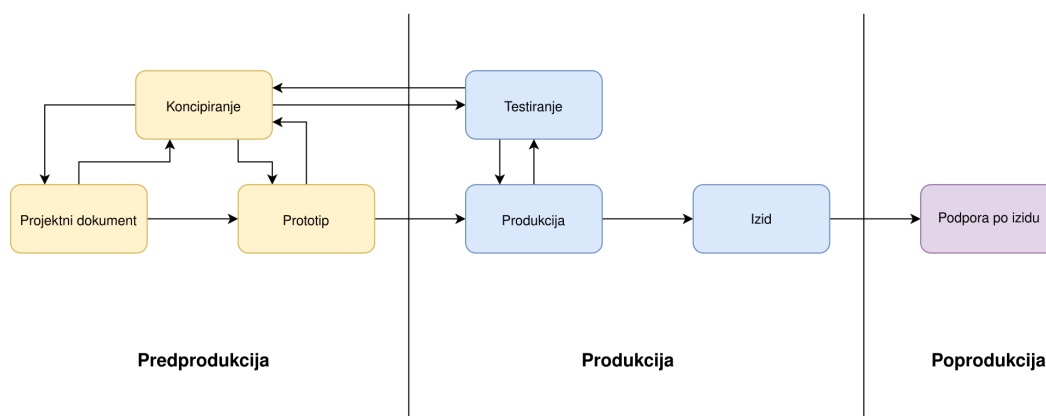 Koncipiranje
Testiranje
Projektni dokument
Prototip
Produkcija
Izid
Podpora po izidu
Predprodukcija
Produkcija
Poprodukcija